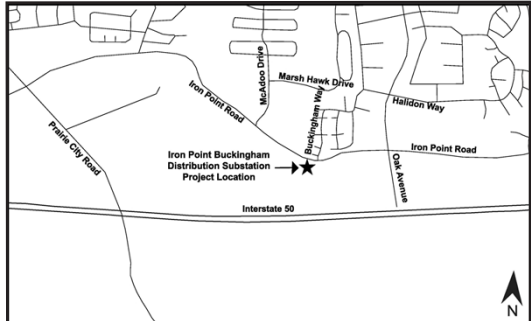 McAdoo Drive
Marsh Hawk Drive
Iron Point Road
Buckingham Way
Halidon Way
Prairie City Road
Iron Point Buckingham
Distribution Substation
Project Location
Iron Point Road
Oak Avenue
Interstate 50
N